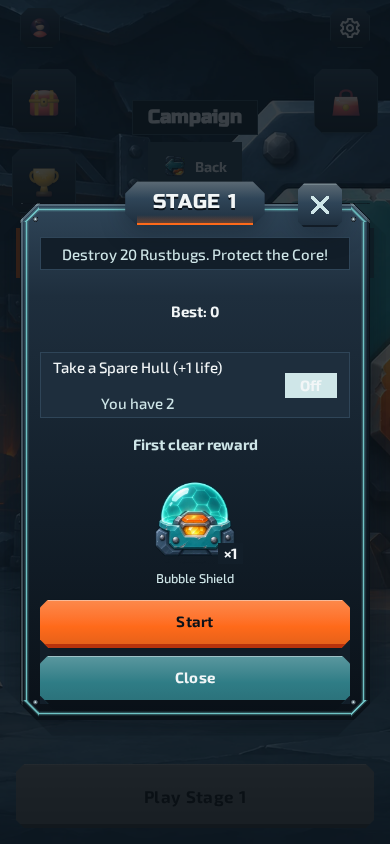 Campaign
Back
STAGE 1
Destroy 20 Rustbugs. Protect the Core!
Best: 0
Take a Spare Hull (+1 life)
Off
You have 2
First clear reward
×1
Bubble Shield
Start
Close
Play Stage 1